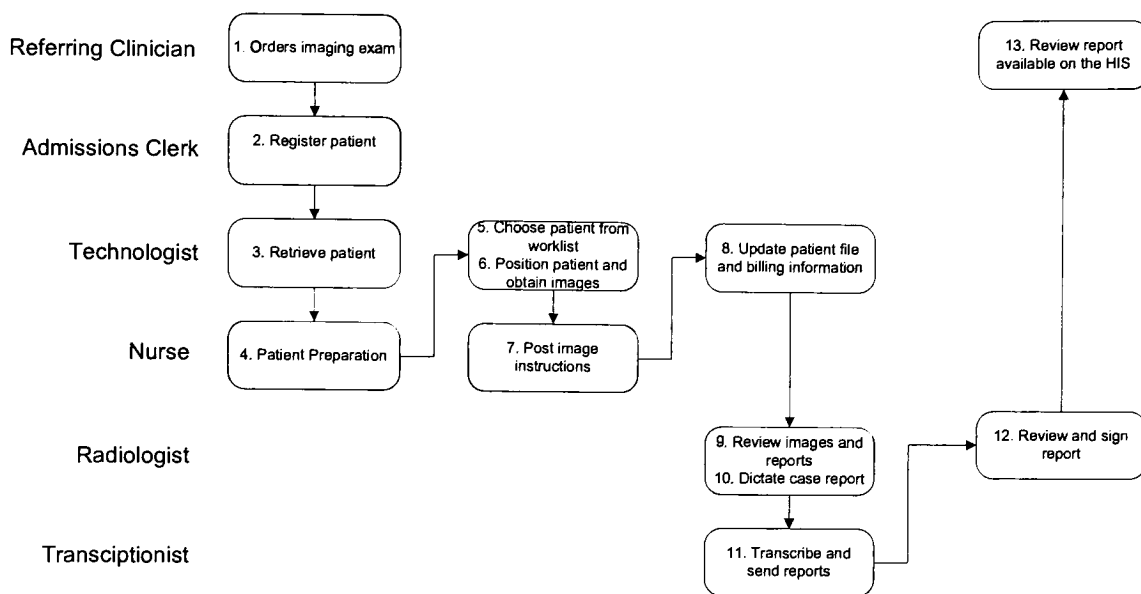 Referring Clinician
1. Orders imaging exam
13. Review report
available on the HIS
Admissions Clerk
2. Register patient
Technologist
3. Retrieve patient
5. Choose patient from
worklist
6. Position patient and
obtain images
8. Update patient file
and billing information
Nurse
4. Patient Preparation
7. Post image
instructions
Radiologist
9. Review images and
reports
10. Dictate case report
12. Review and sign
report
Transciptionist
11. Transcribe and
send reports